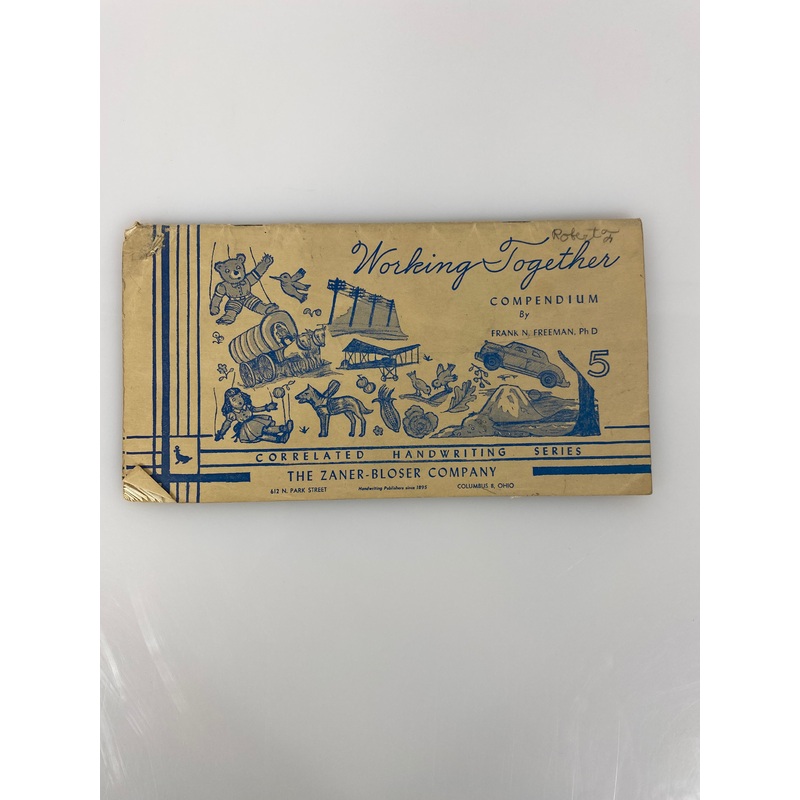 Working Together
COMPENDIUM
By
FRANK N. FREEMAN, Ph D
5
CORRELATED HANDWRITING SERIES
THE ZANER-BLOSER COMPANY
612 N. PARK STREET Handwriting Publishers since 1895 COLUMBUS 8, OHIO